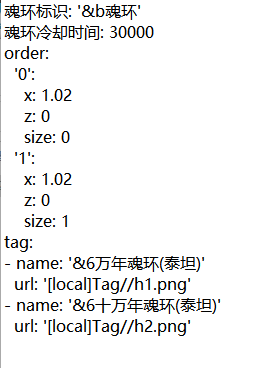 魂环标识: '&b魂环'
魂环冷却时间: 30000
order:
  '0':
    x: 1.02
    z: 0
    size: 0
  '1':
    x: 1.02
    z: 0
    size: 1
tag:
- name: '&6万年魂环(泰坦)'
  url: '[local]Tag//h1.png'
- name: '&6十万年魂环(泰坦)'
  url: '[local]Tag//h2.png'